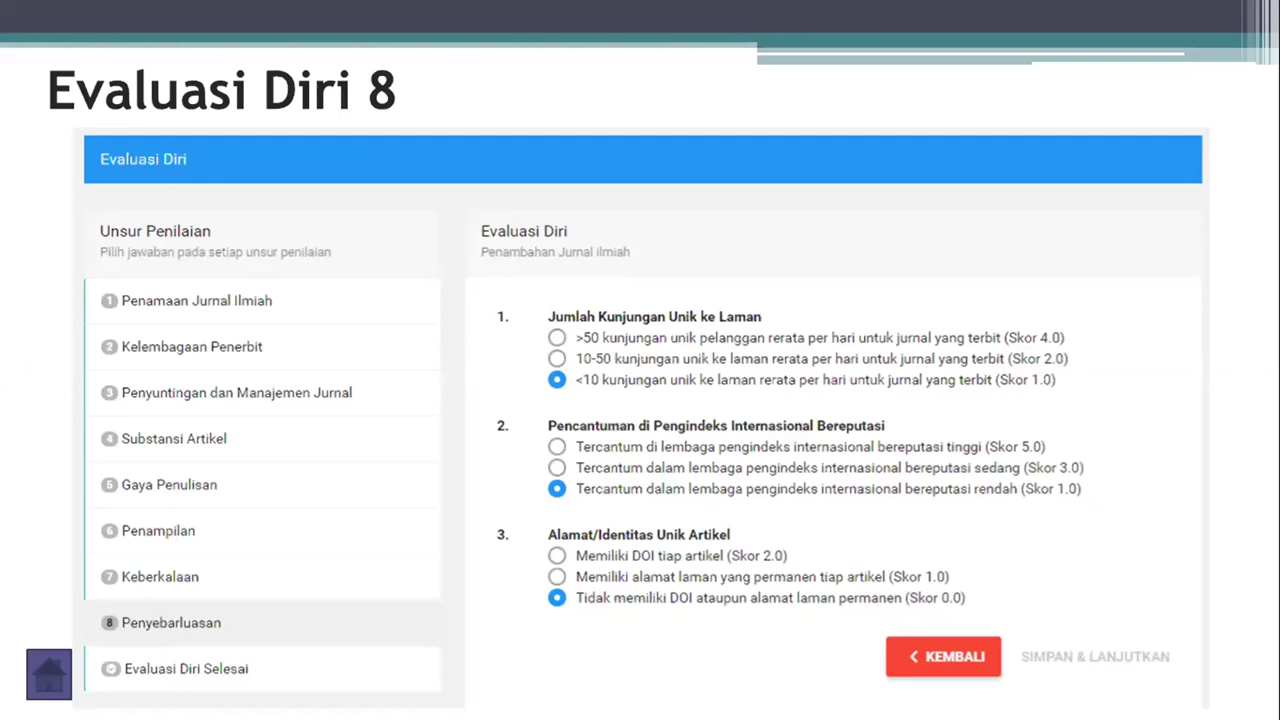 Evaluasi Diri 8
Evaluasi Diri
Unsur Penilaian
Pilih jawaban pada setiap unsur penilaian
1 Penamaan Jurnal Ilmiah
2 Kelembagaan Penerbit
3 Penyuntingan dan Manajemen Jurnal
4 Substansi Artikel
5 Gaya Penulisan
6 Penampilan
7 Keberkalaan
8 Penyebarluasan
Evaluasi Diri Selesai
Evaluasi Diri
Penambahan Jurnal ilmiah
1. Jumlah Kunjungan Unik ke Laman
>50 kunjungan unik pelanggan rerata per hari untuk jurnal yang terbit (Skor 4.0)
10-50 kunjungan unik ke laman rerata per hari untuk jurnal yang terbit (Skor 2.0)
<10 kunjungan unik ke laman rerata per hari untuk jurnal yang terbit (Skor 1.0)
2. Pencantuman di Pengindeks Internasional Bereputasi
Tercantum di lembaga pengindeks internasional bereputasi tinggi (Skor 5.0)
Tercantum dalam lembaga pengindeks internasional bereputasi sedang (Skor 3.0)
Tercantum dalam lembaga pengindeks internasional bereputasi rendah (Skor 1.0)
3. Alamat/Identitas Unik Artikel
Memiliki DOI tiap artikel (Skor 2.0)
Memiliki alamat laman yang permanen tiap artikel (Skor 1.0)
Tidak memiliki DOI ataupun alamat laman permanen (Skor 0.0)
KEMBALI
SIMPAN & LANJUTKAN